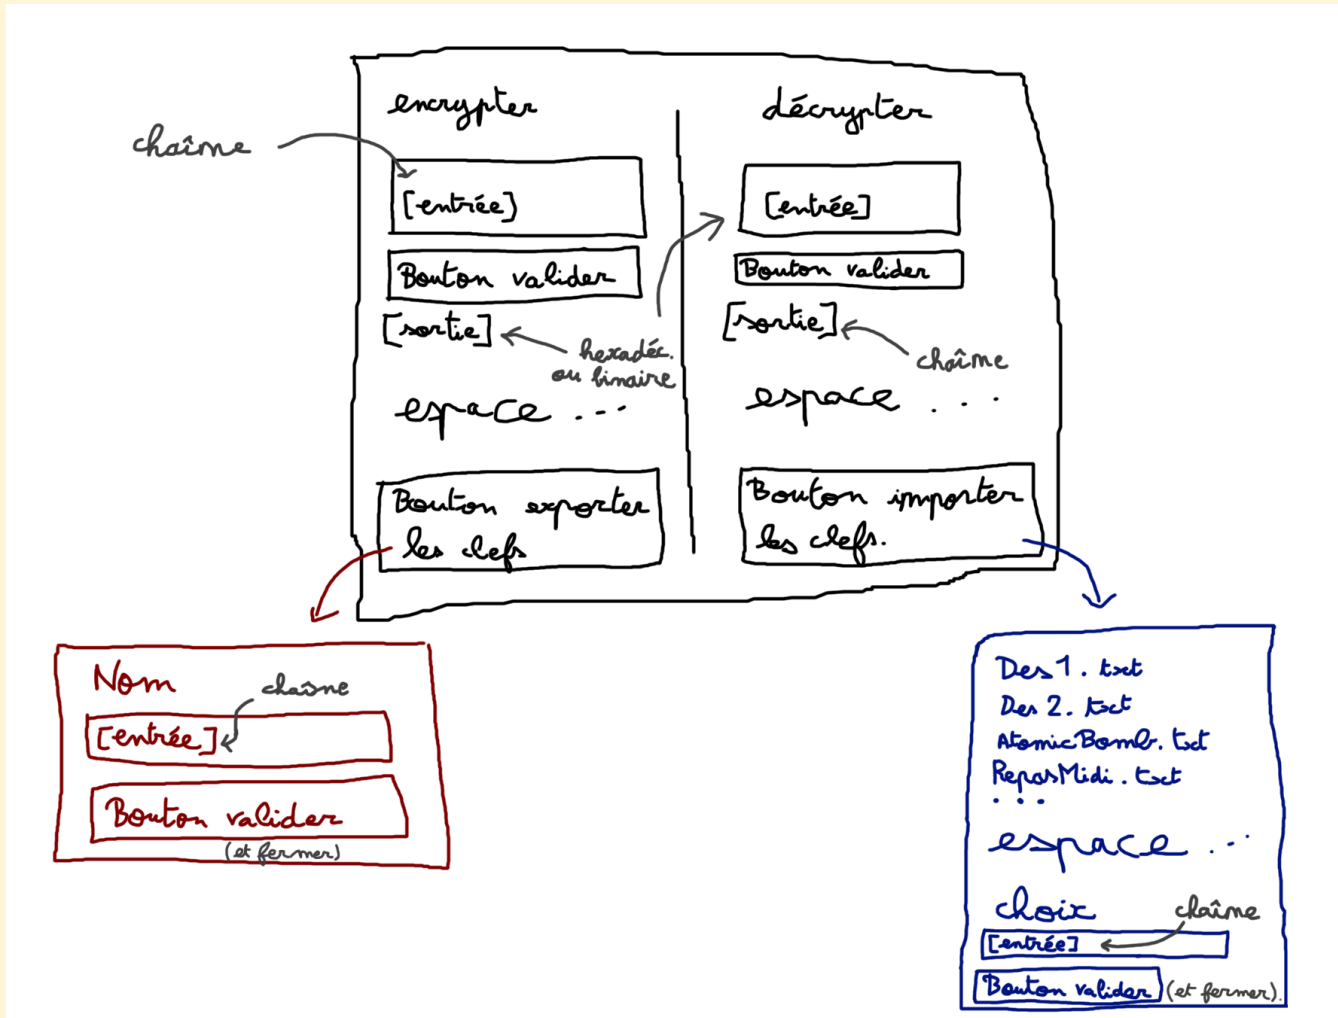 encrypter
chaîne
[entrée]
Bouton valider
[sortie]
hexadéc.
ou binaire
espace ...
Bouton exporter
les clefs
décrypter
[entrée]
Bouton valider
[sortie]
chaîne
espace ...
Bouton importer
les clefs.
Nom
chaîne
[entrée]
Bouton valider
(et fermer)
Des1.txt
Des2.txt
AtomicBomb.txt
RepasMidi.txt
...
espace ...
choix
chaîne
[entrée]
Bouton valider (et fermer).